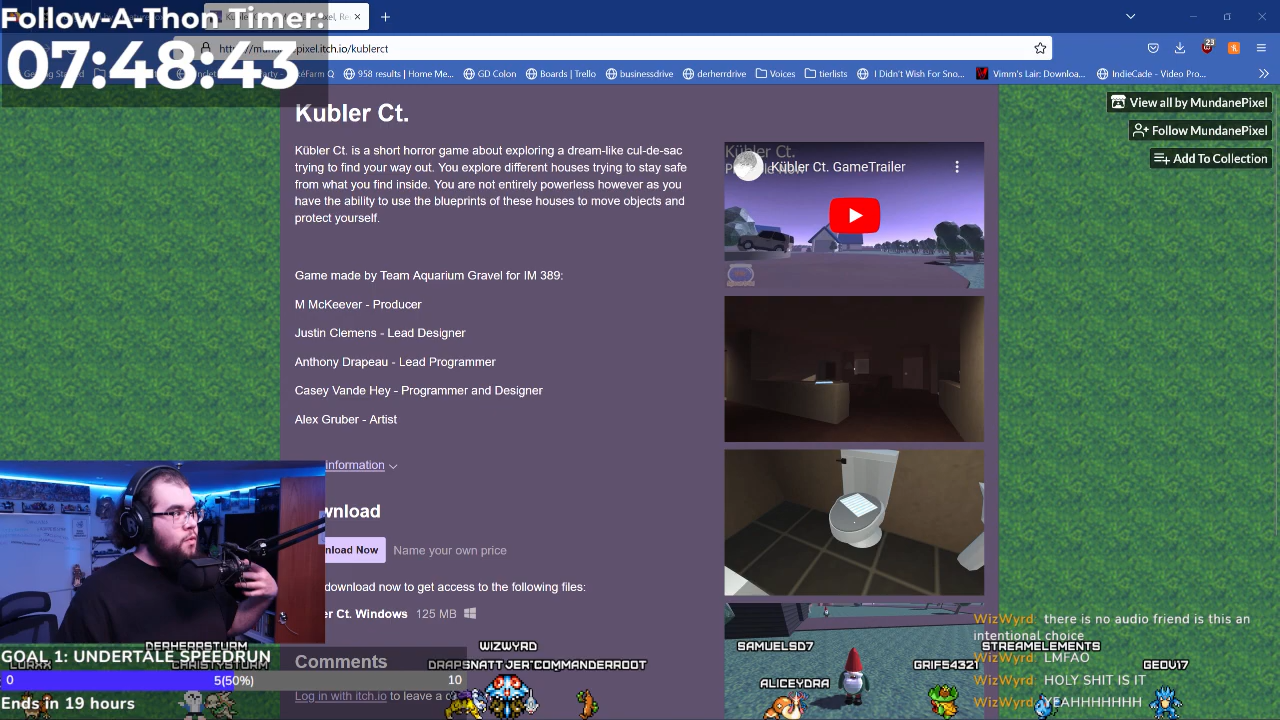 Follow-A-Thon Timer:
07:48:43
itch.io/kublerct
958 results | Home Me...
GD Colon
Boards | Trello
businessdrive
derherrdrive
Voices
tierlists
I Didn't Wish For Sno...
Vimm's Lair: Downloa...
IndieCade - Video Pro...
23
View all by MundanePixel
Follow MundanePixel
Add To Collection
Kubler Ct.
Kübler Ct. is a short horror game about exploring a dream-like cul-de-sac
trying to find your way out. You explore different houses trying to stay safe
from what you find inside. You are not entirely powerless however as you
have the ability to use the blueprints of these houses to move objects and
protect yourself.
Kübler Ct.
Kübler Ct. GameTrailer
Game made by Team Aquarium Gravel for IM 389:
M McKeever - Producer
Justin Clemens - Lead Designer
Anthony Drapeau - Lead Programmer
Casey Vande Hey - Programmer and Designer
Alex Gruber - Artist
information
wnload
nload Now
Name your own price
download now to get access to the following files:
er Ct. Windows 125 MB
Comments
Log in with itch.io to leave a
WizWyrd: there is no audio friend is this an
intentional choice
WizWyrd: LMFAO
WizWyrd: HOLY SHIT IS IT
WizWyrd: YEAHHHHHHH
DERHERRSTURM
WIZWYRD
SAMUELSD7
STREAMELEMENTS
CHRISTYSTURM
COMMANDERROOT
ALICEYDRA
GRIF54321
GEOV17
GOAL 1: UNDERTALE SPEEDRUN
0
5(50%)
10
Ends in 19 hours